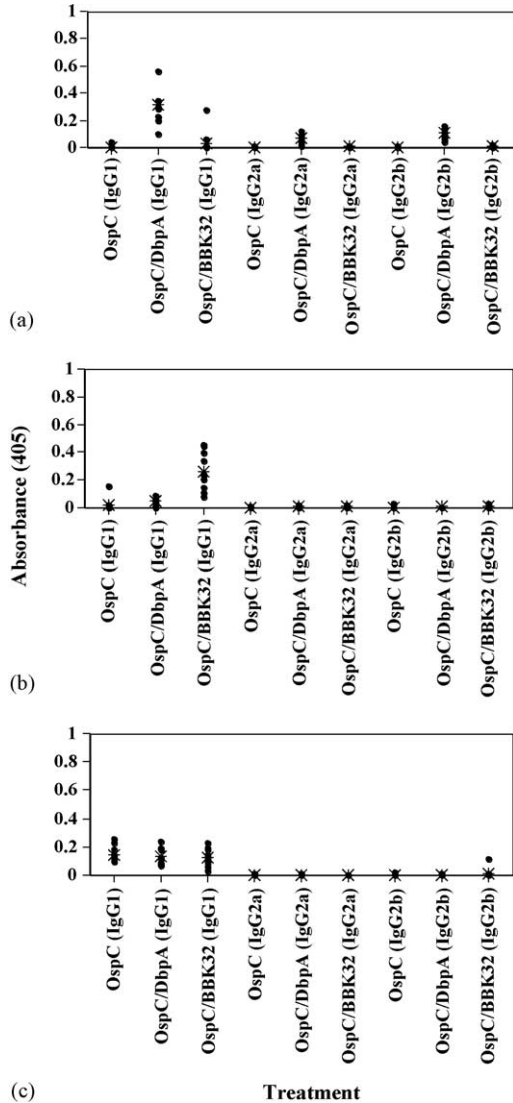 1
0.8
0.6
0.4
0.2
0
OspC (IgG1)
OspC/DbpA (IgG1)
OspC/BBK32 (IgG1)
OspC (IgG2a)
OspC/DbpA (IgG2a)
OspC/BBK32 (IgG2a)
OspC (IgG2b)
OspC/DbpA (IgG2b)
OspC/BBK32 (IgG2b)
(a)
Absorbance (405)
1
0.8
0.6
0.4
0.2
0
OspC (IgG1)
OspC/DbpA (IgG1)
OspC/BBK32 (IgG1)
OspC (IgG2a)
OspC/DbpA (IgG2a)
OspC/BBK32 (IgG2a)
OspC (IgG2b)
OspC/DbpA (IgG2b)
OspC/BBK32 (IgG2b)
(b)
1
0.8
0.6
0.4
0.2
0
OspC (IgG1)
OspC/DbpA (IgG1)
OspC/BBK32 (IgG1)
OspC (IgG2a)
OspC/DbpA (IgG2a)
OspC/BBK32 (IgG2a)
OspC (IgG2b)
OspC/DbpA (IgG2b)
OspC/BBK32 (IgG2b)
(c)
Treatment